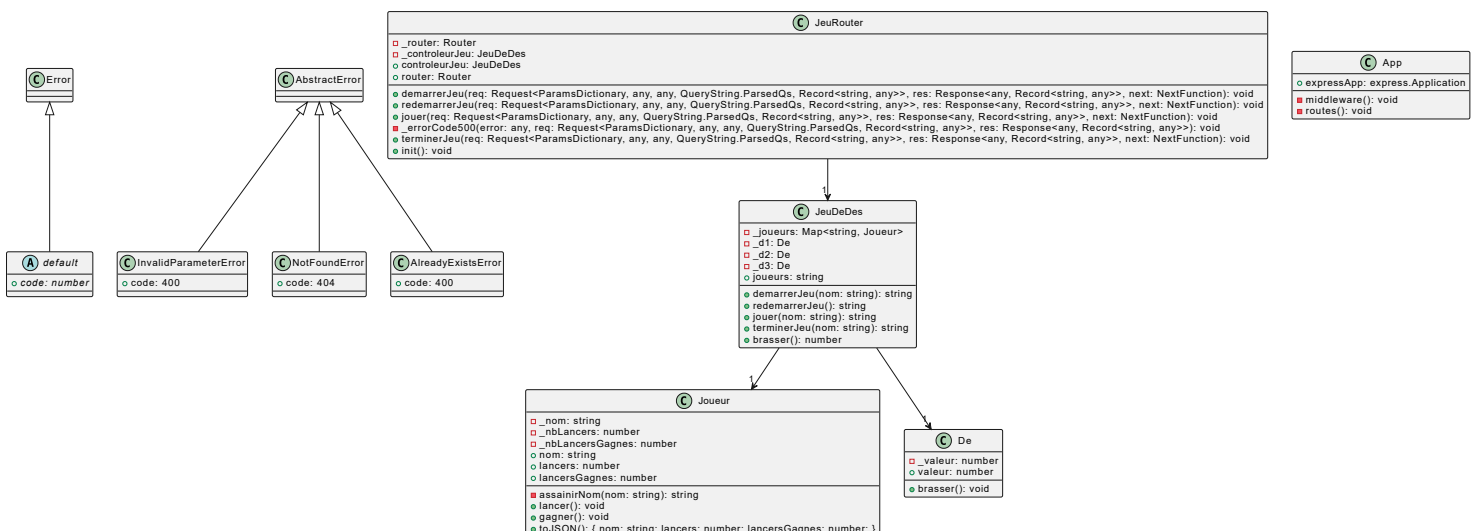 C JeuRouter
_router: Router
_controleurJeu: JeuDeDes
controleurJeu: JeuDeDes
router: Router
demarrerJeu(req: Request<ParamsDictionary, any, any, QueryString.ParsedQs, Record<string, any>>, res: Response<any, Record<string, any>>, next: NextFunction): void
redemarrerJeu(req: Request<ParamsDictionary, any, any, QueryString.ParsedQs, Record<string, any>>, res: Response<any, Record<string, any>>, next: NextFunction): void
jouer(req: Request<ParamsDictionary, any, any, QueryString.ParsedQs, Record<string, any>>, res: Response<any, Record<string, any>>, next: NextFunction): void
_errorCode500(error: any, req: Request<ParamsDictionary, any, any, QueryString.ParsedQs, Record<string, any>>, res: Response<any, Record<string, any>>): void
terminerJeu(req: Request<ParamsDictionary, any, any, QueryString.ParsedQs, Record<string, any>>, res: Response<any, Record<string, any>>, next: NextFunction): void
init(): void
C Error
C AbstractError
C App
expressApp: express.Application
middleware(): void
routes(): void
1
A default
code: number
C InvalidParameterError
code: 400
C NotFoundError
code: 404
C AlreadyExistsError
code: 400
C JeuDeDes
_joueurs: Map<string, Joueur>
_d1: De
_d2: De
_d3: De
joueurs: string
demarrerJeu(nom: string): string
redemarrerJeu(): string
jouer(nom: string): string
terminerJeu(nom: string): string
brasser(): number
1
1
C Joueur
_nom: string
_nbLancers: number
_nbLancersGagnes: number
nom: string
lancers: number
lancersGagnes: number
assainirNom(nom: string): string
lancer(): void
gagner(): void
toJSON(): { nom: string; lancers: number; lancersGagnes: number; }
C De
_valeur: number
valeur: number
brasser(): void